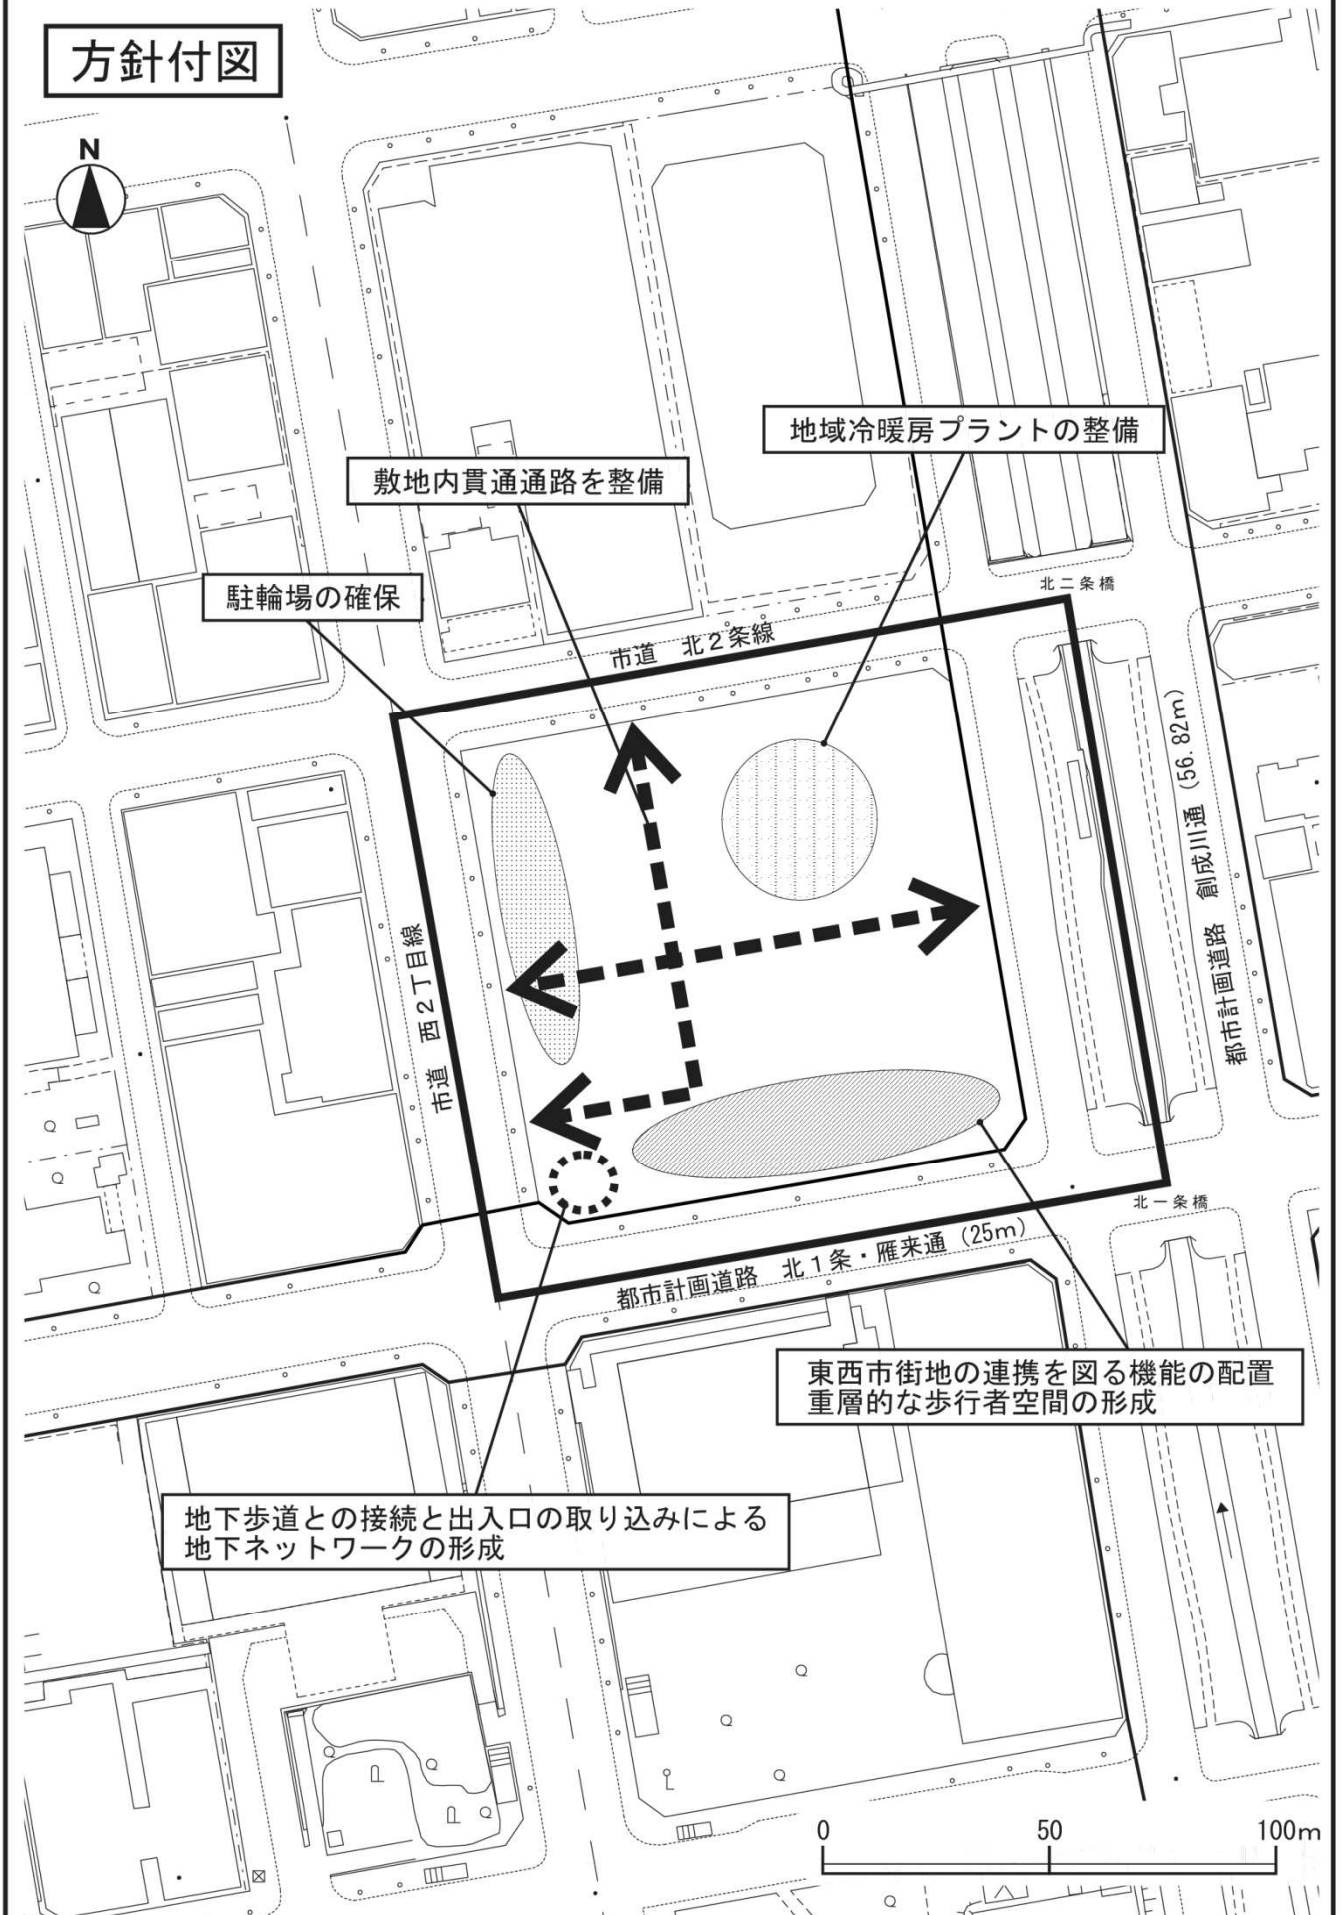 方針付図
N
地域冷暖房プラントの整備
敷地内貫通通路を整備
駐輪場の確保
北二条橋
市道　北2条線
都市計画道路　創成川通（56.82m）
市道　西2丁目線
北一条橋
都市計画道路　北1条・雁来通（25m）
東西市街地の連携を図る機能の配置
重層的な歩行者空間の形成
地下歩道との接続と出入口の取り込みによる
地下ネットワークの形成
0 50 100m